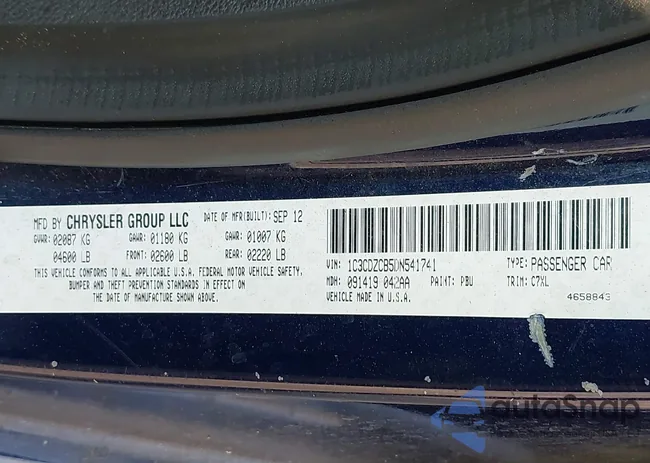 MFD BY CHRYSLER GROUP LLC DATE OF MFR(BUILT): SEP 12
GVWR: 02087 KG GAWR: 01180 KG GAWR: 01007 KG
04600 LB FRONT: 02600 LB REAR: 02220 LB
THIS VEHICLE CONFORMS TO ALL APPLICABLE U.S.A. FEDERAL MOTOR VEHICLE SAFETY,
BUMPER AND THEFT PREVENTION STANDARDS IN EFFECT ON
THE DATE OF MANUFACTURE SHOWN ABOVE.
VIN: 1C3CDZCB5DN541741 TYPE: PASSENGER CAR
MDH: 091419 042AA PAINT: PBU TRIM: C7XL
VEHICLE MADE IN U.S.A. 4658843
autoSnap